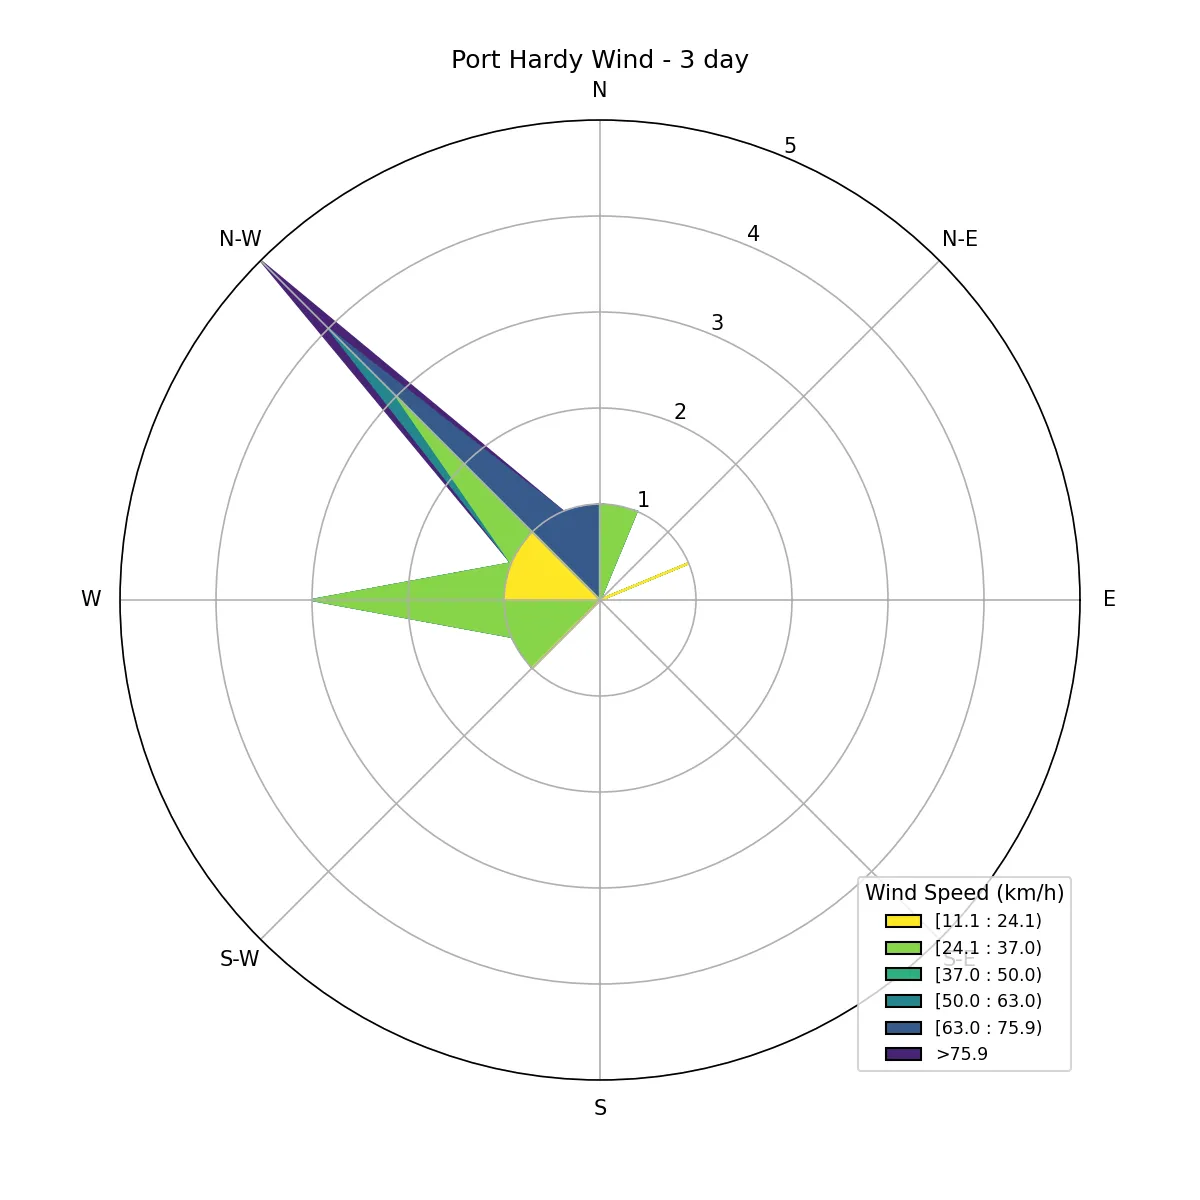 Port Hardy Wind - 3 day
N
5
N-W
N-E
4
3
2
1
W
E
Wind Speed (km/h)
[11.1 : 24.1)
[24.1 : 37.0)
S-W
S-E
[37.0 : 50.0)
[50.0 : 63.0)
[63.0 : 75.9)
>75.9
S